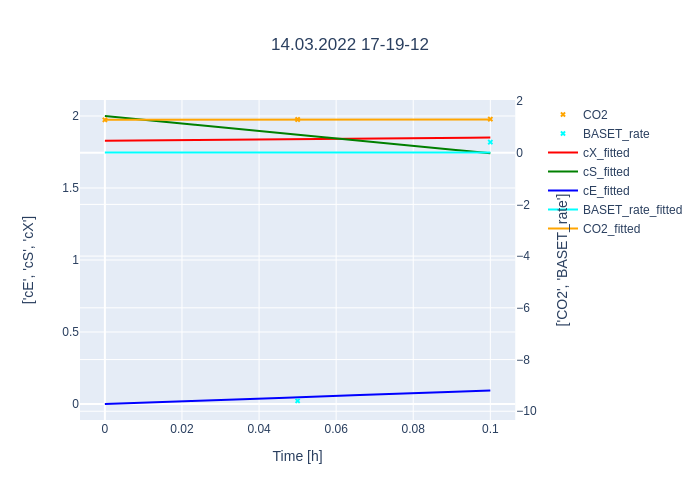 14.03.2022 17-19-12
2
1.5
1
0.5
0
['cE', 'cS', 'cX']
0
0.02
0.04
0.06
0.08
0.1
Time [h]
2
0
−2
−4
−6
−8
−10
['CO2', 'BASET_rate']
CO2
BASET_rate
cX_fitted
cS_fitted
cE_fitted
BASET_rate_fitted
CO2_fitted